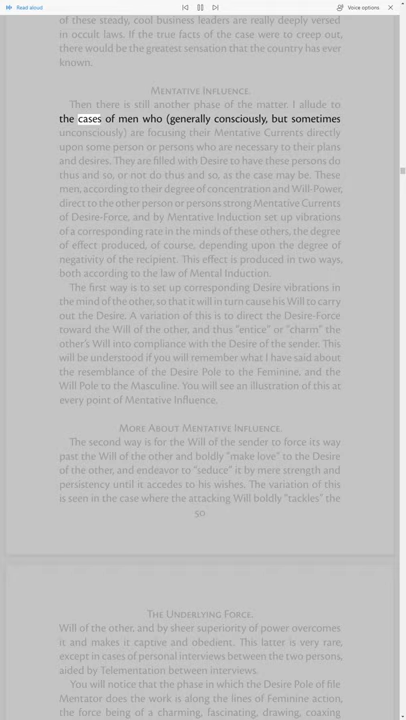 Read aloud
Voice options
of these steady, cool business leaders are really deeply versed
in occult laws. If the true facts of the case were to creep out,
there would be the greatest sensation that the country has ever
known.
Mentative Influence.
Then there is still another phase of the matter. I allude to
the cases of men who (generally consciously, but sometimes
unconsciously) are focusing their Mentative Currents directly
upon some person or persons who are necessary to their plans
and desires. They are filled with Desire to have these persons do
thus and so, or not do thus and so, as the case may be. These
men, according to their degree of concentration and Will-Power,
direct to the other person or persons strong Mentative Currents
of Desire-Force, and by Mentative Induction set up vibrations
of a corresponding rate in the minds of these others, the degree
of effect produced, of course, depending upon the degree of
negativity of the recipient. This effect is produced in two ways,
both according to the law of Mental Induction.
The first way is to set up corresponding Desire vibrations in
the mind of the other, so that it will in turn cause his Will to carry
out the Desire. A variation of this is to direct the Desire-Force
toward the Will of the other, and thus "entice" or "charm" the
other's Will into compliance with the Desire of the sender. This
will be understood if you will remember what I have said about
the resemblance of the Desire Pole to the Feminine, and the
Will Pole to the Masculine. You will see an illustration of this at
every point of Mentative Influence.
More About Mentative Influence.
The second way is for the Will of the sender to force its way
past the Will of the other and boldly "make love" to the Desire
of the other, and endeavor to "seduce" it by mere strength and
persistency until it accedes to his wishes. The variation of this
is seen in the case where the attacking Will boldly "tackles" the
50
The Underlying Force.
Will of the other, and by sheer superiority of power overcomes
it and makes it captive and obedient. This latter is very rare,
except in cases of personal interviews between the two persons,
aided by Telementation between interviews.
You will notice that the phase in which the Desire Pole of file
Mentator does the work is along the lines of Feminine action,
the force being of a charming, fascinating, drawing, coaxing